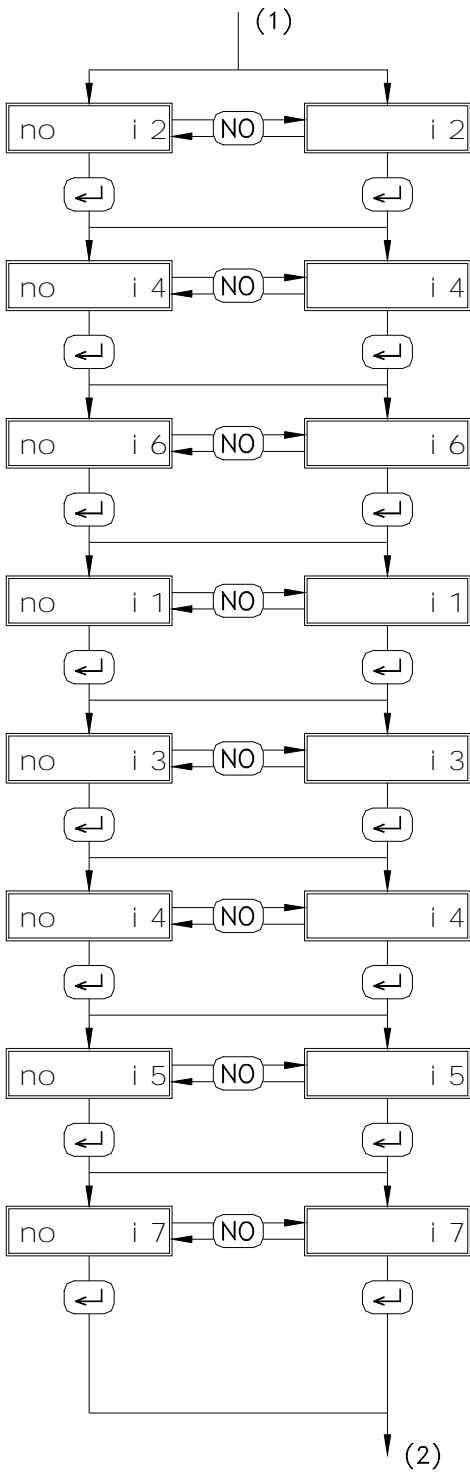 (1)
no i 2 NO i 2
no i 4 NO i 4
no i 6 NO i 6
no i 1 NO i 1
no i 3 NO i 3
no i 4 NO i 4
no i 5 NO i 5
no i 7 NO i 7
(2)